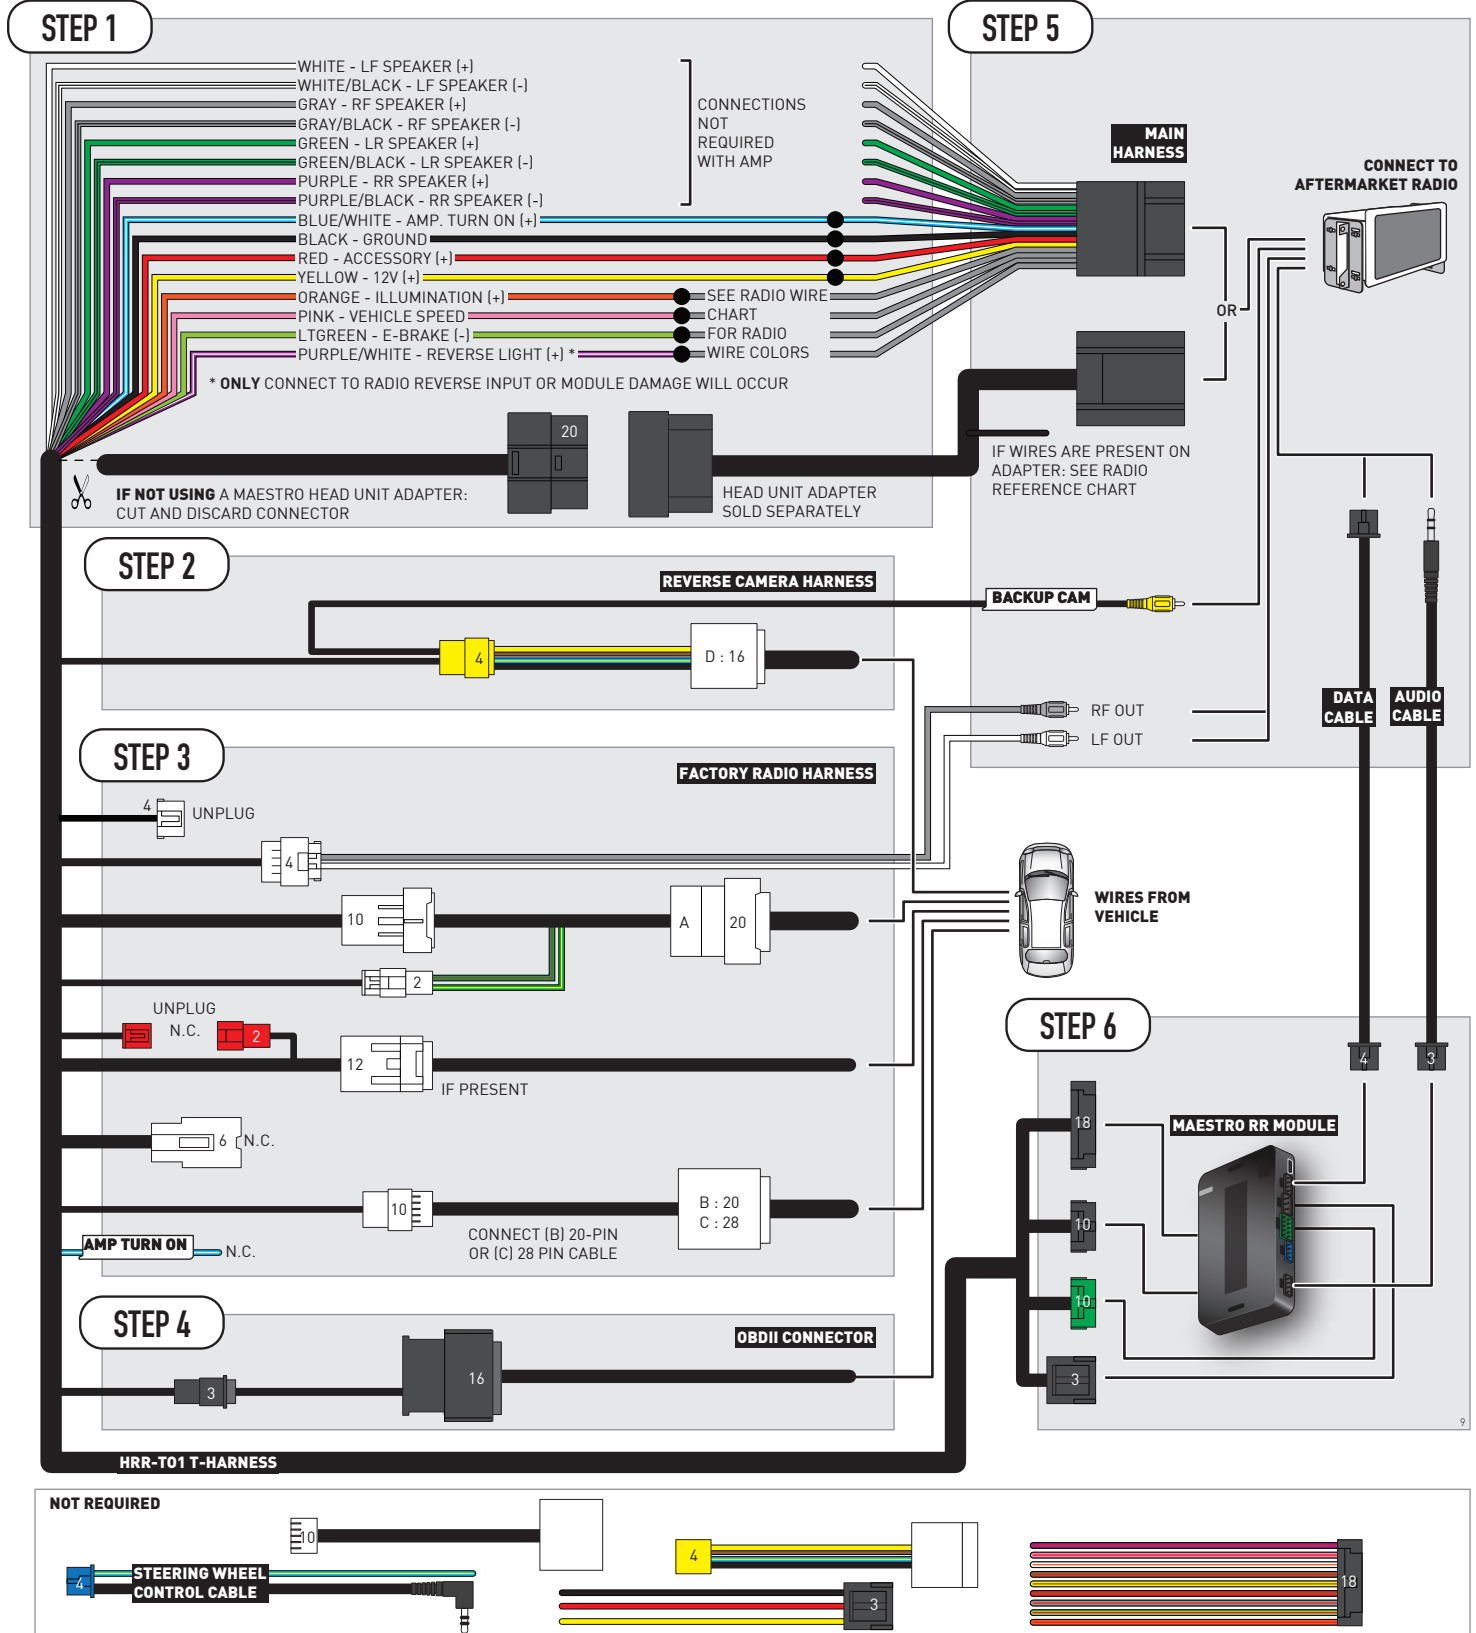 STEP 1
WHITE - LF SPEAKER (+)
WHITE/BLACK - LF SPEAKER (-)
GRAY - RF SPEAKER (+)
GRAY/BLACK - RF SPEAKER (-)
GREEN - LR SPEAKER (+)
GREEN/BLACK - LR SPEAKER (-)
PURPLE - RR SPEAKER (+)
PURPLE/BLACK - RR SPEAKER (-)
BLUE/WHITE - AMP. TURN ON (+)
BLACK - GROUND
RED - ACCESSORY (+)
YELLOW - 12V (+)
ORANGE - ILLUMINATION (+)
PINK - VEHICLE SPEED
LTGREEN - E-BRAKE (-)
PURPLE/WHITE - REVERSE LIGHT (+) *
CONNECTIONS
NOT
REQUIRED
WITH AMP
SEE RADIO WIRE
CHART
FOR RADIO
WIRE COLORS
* ONLY CONNECT TO RADIO REVERSE INPUT OR MODULE DAMAGE WILL OCCUR
20
IF NOT USING A MAESTRO HEAD UNIT ADAPTER:
CUT AND DISCARD CONNECTOR
HEAD UNIT ADAPTER
SOLD SEPARATELY
STEP 5
MAIN
HARNESS
CONNECT TO
AFTERMARKET RADIO
OR
IF WIRES ARE PRESENT ON
ADAPTER: SEE RADIO
REFERENCE CHART
BACKUP CAM
RF OUT
LF OUT
DATA
CABLE
AUDIO
CABLE
STEP 2
REVERSE CAMERA HARNESS
4
D : 16
STEP 3
FACTORY RADIO HARNESS
4
UNPLUG
4
10
A
20
2
UNPLUG
N.C.
2
12
IF PRESENT
6
N.C.
10
B : 20
C : 28
CONNECT (B) 20-PIN
OR (C) 28 PIN CABLE
AMP TURN ON
N.C.
WIRES FROM
VEHICLE
STEP 4
OBDII CONNECTOR
3
16
HRR-TO1 T-HARNESS
STEP 6
4
3
18
MAESTRO RR MODULE
10
10
3
9
NOT REQUIRED
10
4
STEERING WHEEL
CONTROL CABLE
4
3
18